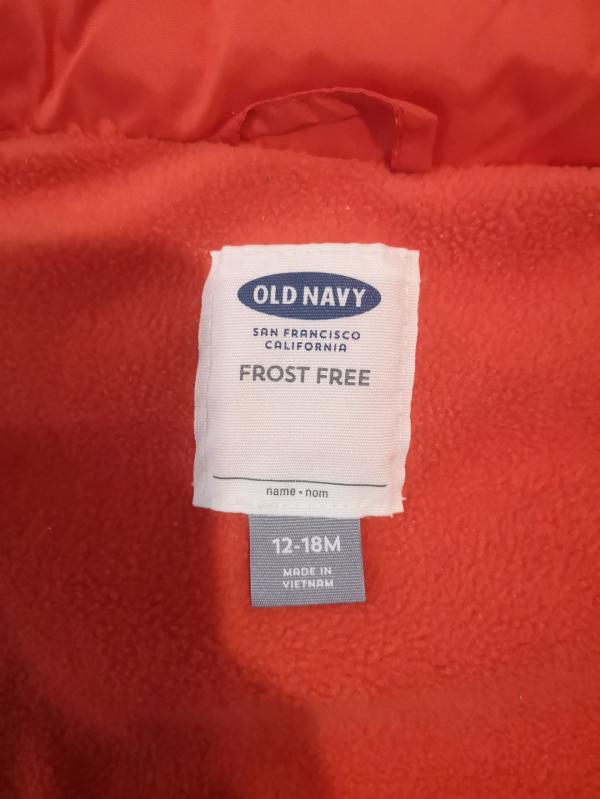 OLD NAVY
SAN FRANCISCO
CALIFORNIA
FROST FREE
name • nom
12-18M
MADE IN
VIETNAM